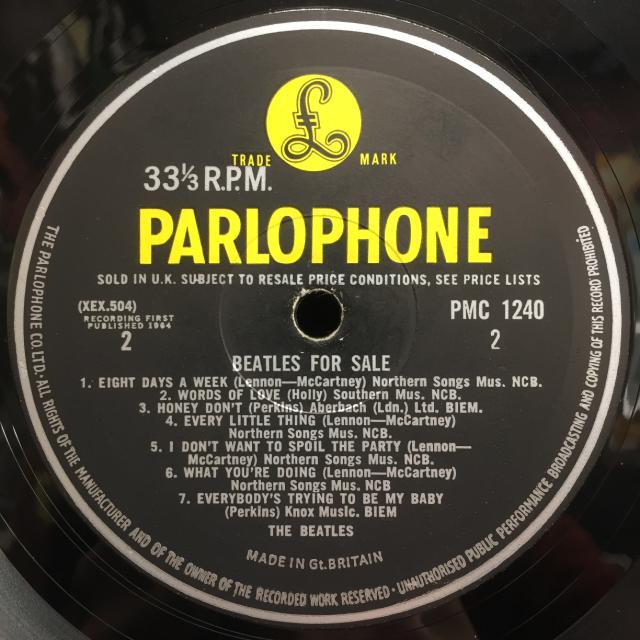 £
TRADE MARK
33⅓ R.P.M.
PARLOPHONE
SOLD IN U.K. SUBJECT TO RESALE PRICE CONDITIONS, SEE PRICE LISTS
(XEX.504)
RECORDING FIRST
PUBLISHED 1964
2
PMC 1240
2
BEATLES FOR SALE
1. EIGHT DAYS A WEEK (Lennon—McCartney) Northern Songs Mus. NCB.
2. WORDS OF LOVE (Holly) Southern Mus. NCB.
3. HONEY DON'T (Perkins) Aberbach (Ldn.) Ltd. BIEM.
4. EVERY LITTLE THING (Lennon—McCartney)
Northern Songs Mus. NCB.
5. I DON'T WANT TO SPOIL THE PARTY (Lennon—
McCartney) Northern Songs Mus. NCB.
6. WHAT YOU'RE DOING (Lennon—McCartney)
Northern Songs Mus. NCB
7. EVERYBODY'S TRYING TO BE MY BABY
(Perkins) Knox Music. BIEM
THE BEATLES
MADE IN Gt. BRITAIN
THE PARLOPHONE CO. LTD. · ALL RIGHTS OF THE MANUFACTURER AND OF THE OWNER OF THE RECORDED WORK RESERVED · UNAUTHORISED PUBLIC PERFORMANCE BROADCASTING AND COPYING OF THIS RECORD PROHIBITED